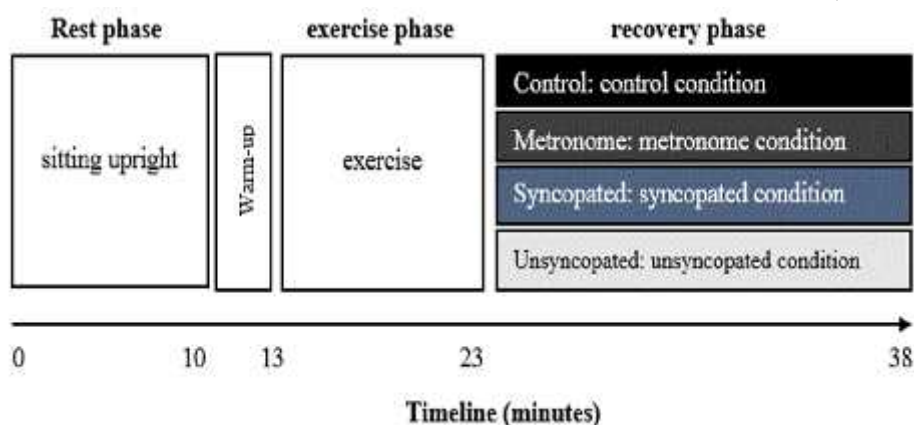 Rest phase
exercise phase
recovery phase
sitting upright
Warm-up
exercise
Control: control condition
Metronome: metronome condition
Syncopated: syncopated condition
Unsyncopated: unsyncopated condition
0 10 13 23 38
Timeline (minutes)